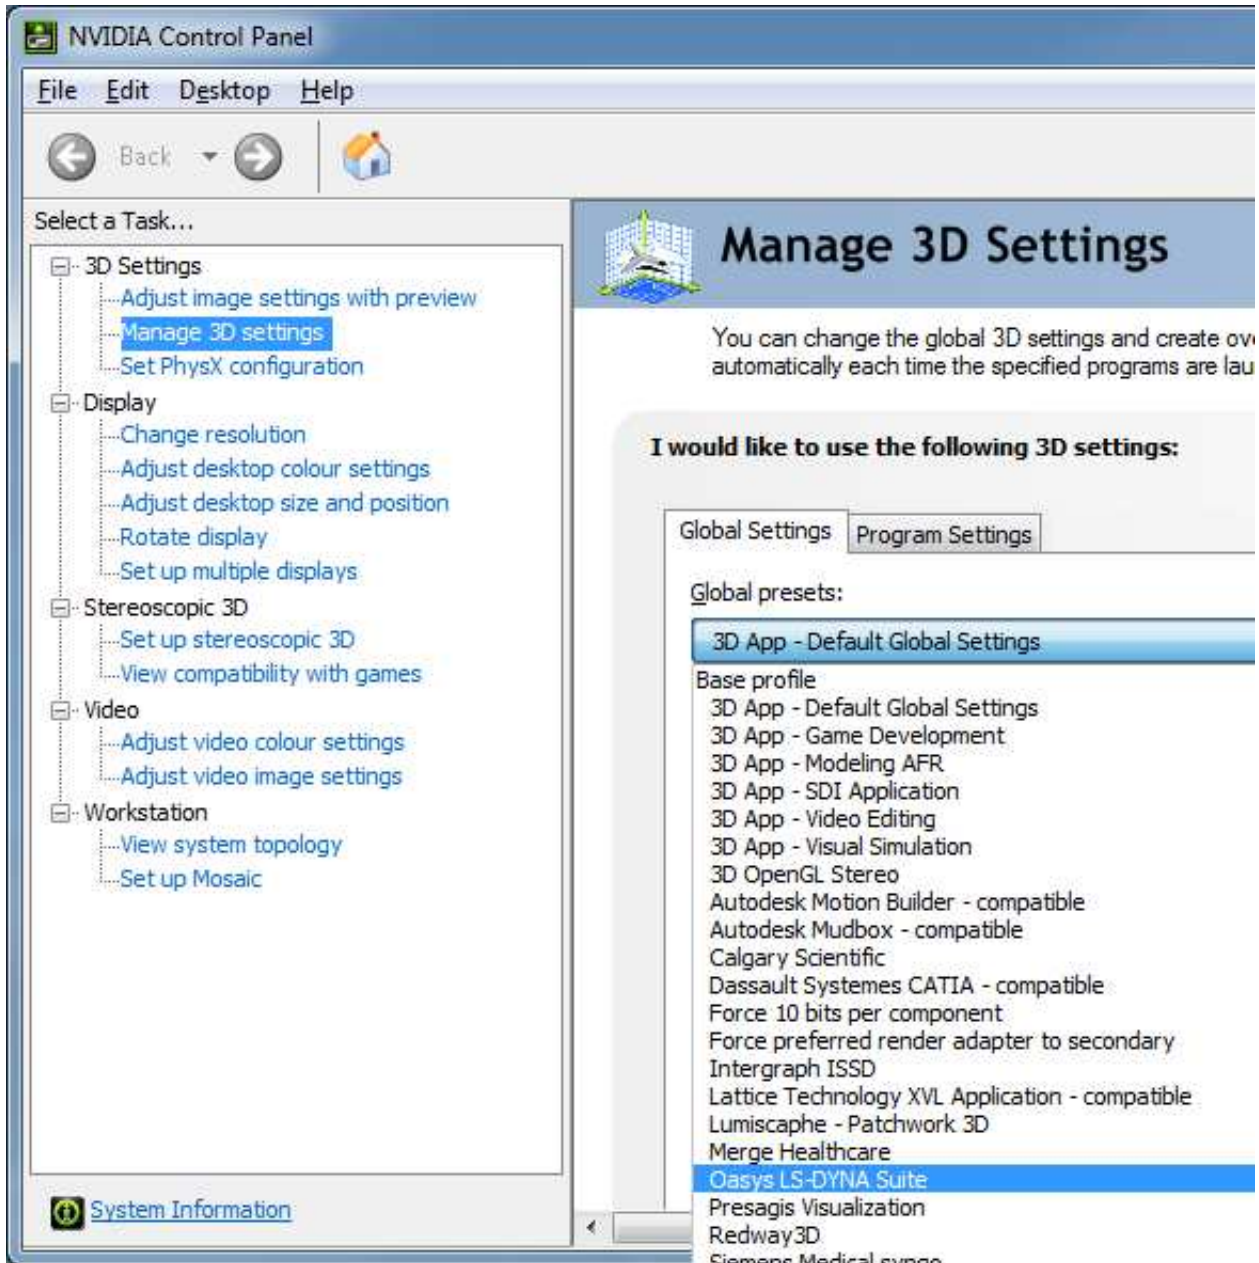 NVIDIA Control Panel
File Edit Desktop Help
Back
Select a Task...
3D Settings
Adjust image settings with preview
Manage 3D settings
Set PhysX configuration
Display
Change resolution
Adjust desktop colour settings
Adjust desktop size and position
Rotate display
Set up multiple displays
Stereoscopic 3D
Set up stereoscopic 3D
View compatibility with games
Video
Adjust video colour settings
Adjust video image settings
Workstation
View system topology
Set up Mosaic
System Information
Manage 3D Settings
You can change the global 3D settings and create ove
automatically each time the specified programs are lau
I would like to use the following 3D settings:
Global Settings Program Settings
Global presets:
3D App - Default Global Settings
Base profile
3D App - Default Global Settings
3D App - Game Development
3D App - Modeling AFR
3D App - SDI Application
3D App - Video Editing
3D App - Visual Simulation
3D OpenGL Stereo
Autodesk Motion Builder - compatible
Autodesk Mudbox - compatible
Calgary Scientific
Dassault Systemes CATIA - compatible
Force 10 bits per component
Force preferred render adapter to secondary
Intergraph ISSD
Lattice Technology XVL Application - compatible
Lumiscaphe - Patchwork 3D
Merge Healthcare
Oasys LS-DYNA Suite
Presagis Visualization
Redway3D
Siemens Medical syngo